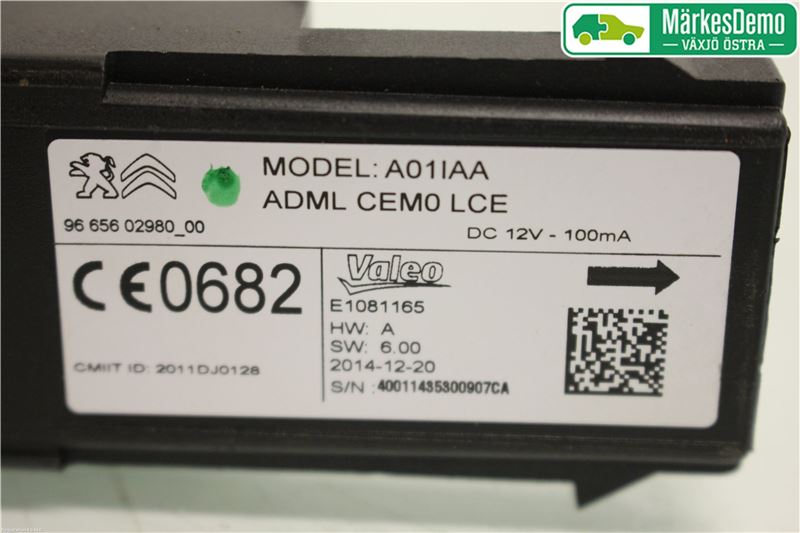 MärkesDemo
VÄXJÖ ÖSTRA
MODEL: A01IAA
ADML CEM0 LCE
96 656 02980_00
DC 12V - 100mA
CE0682
Valeo
E1081165
HW: A
SW: 6.00
2014-12-20
CMIIT ID: 2011DJ0128
S/N : 40011435300907CA